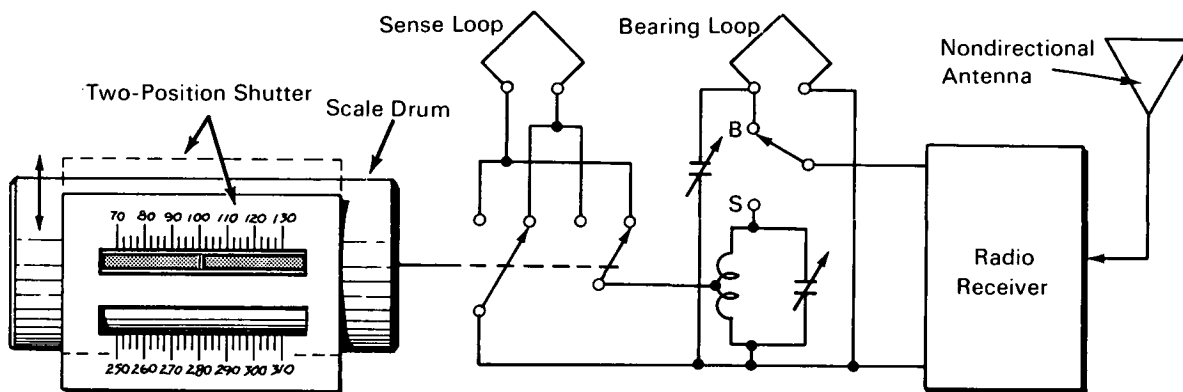 Sense Loop
Bearing Loop
Nondirectional
Antenna
Two-Position Shutter
Scale Drum
B
S
70 80 90 100 110 120 130
Radio
Receiver
250 260 270 280 290 300 310